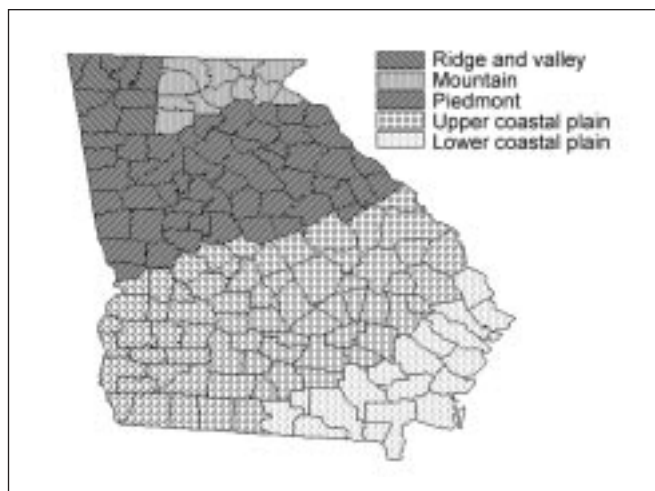 Ridge and valley
Mountain
Piedmont
Upper coastal plain
Lower coastal plain